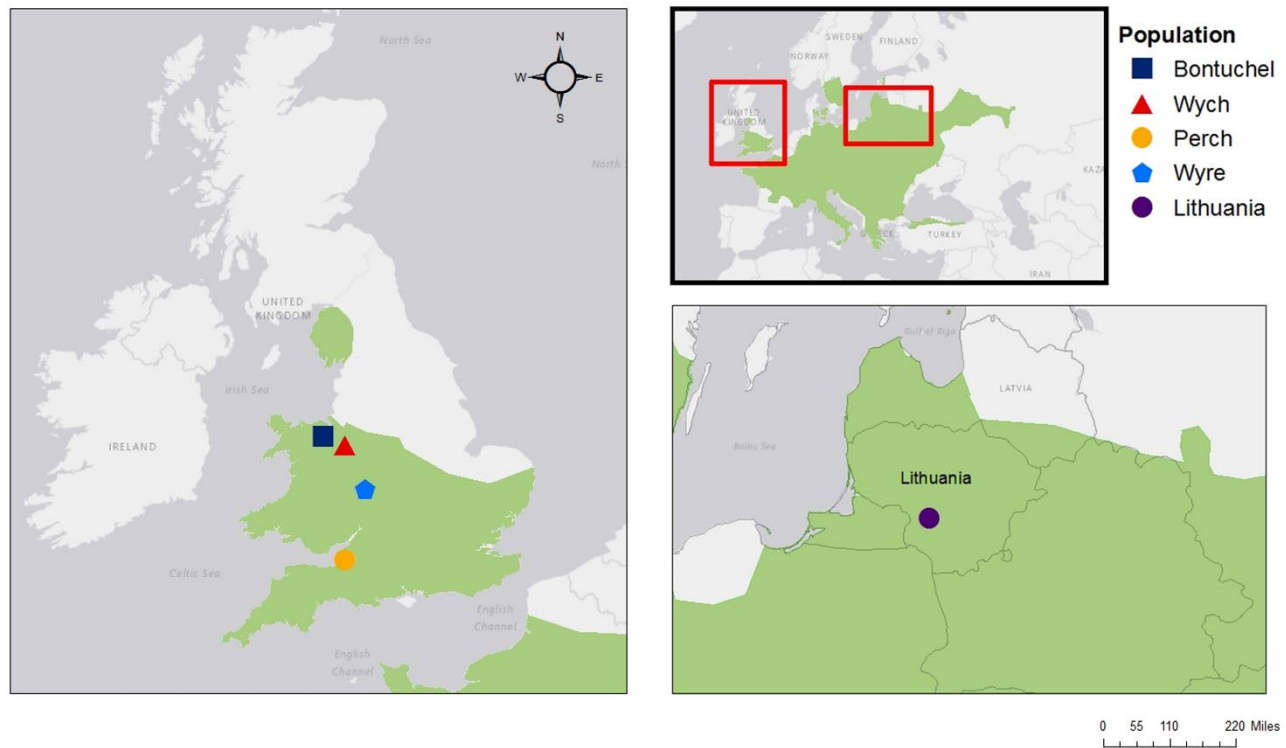 North Sea
N
W
E
S
North S
UNITED
KINGDOM
Irish Sea
IRELAND
Celtic Sea
English
Channel
English
Channel
SWEDEN
FINLAND
NORWAY
UNITED
KINGDOM
KAZA
GREECE
TURKEY
IRAN
Population
Bontuchel
Wych
Perch
Wyre
Lithuania
Gulf of Riga
LATVIA
Baltic Sea
Lithuania
0 55 110 220 Miles